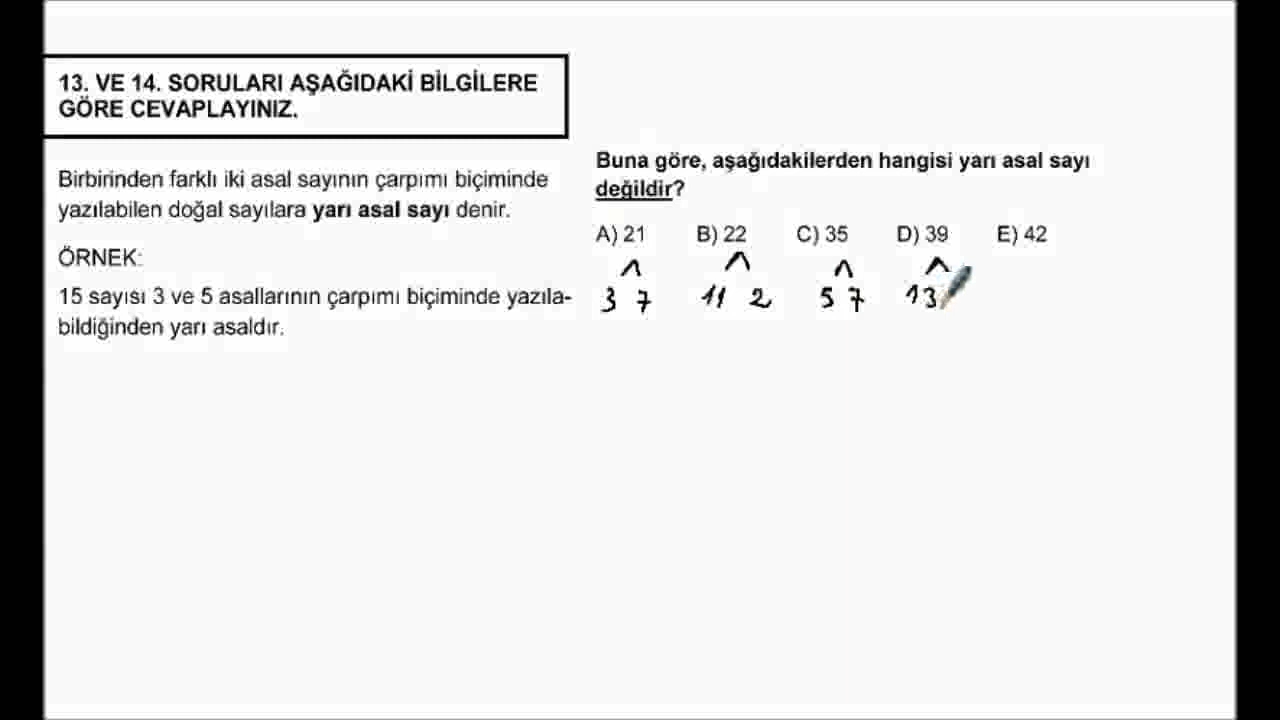 13. VE 14. SORULARI AŞAĞIDAKİ BİLGİLERE
GÖRE CEVAPLAYINIZ.
Birbirinden farklı iki asal sayının çarpımı biçiminde
yazılabilen doğal sayılara yarı asal sayı denir.
ÖRNEK:
15 sayısı 3 ve 5 asallarının çarpımı biçiminde yazıla-
bildiğinden yarı asaldır.
Buna göre, aşağıdakilerden hangisi yarı asal sayı
değildir?
A) 21 B) 22 C) 35 D) 39 E) 42
3 7 11 2 5 7 13